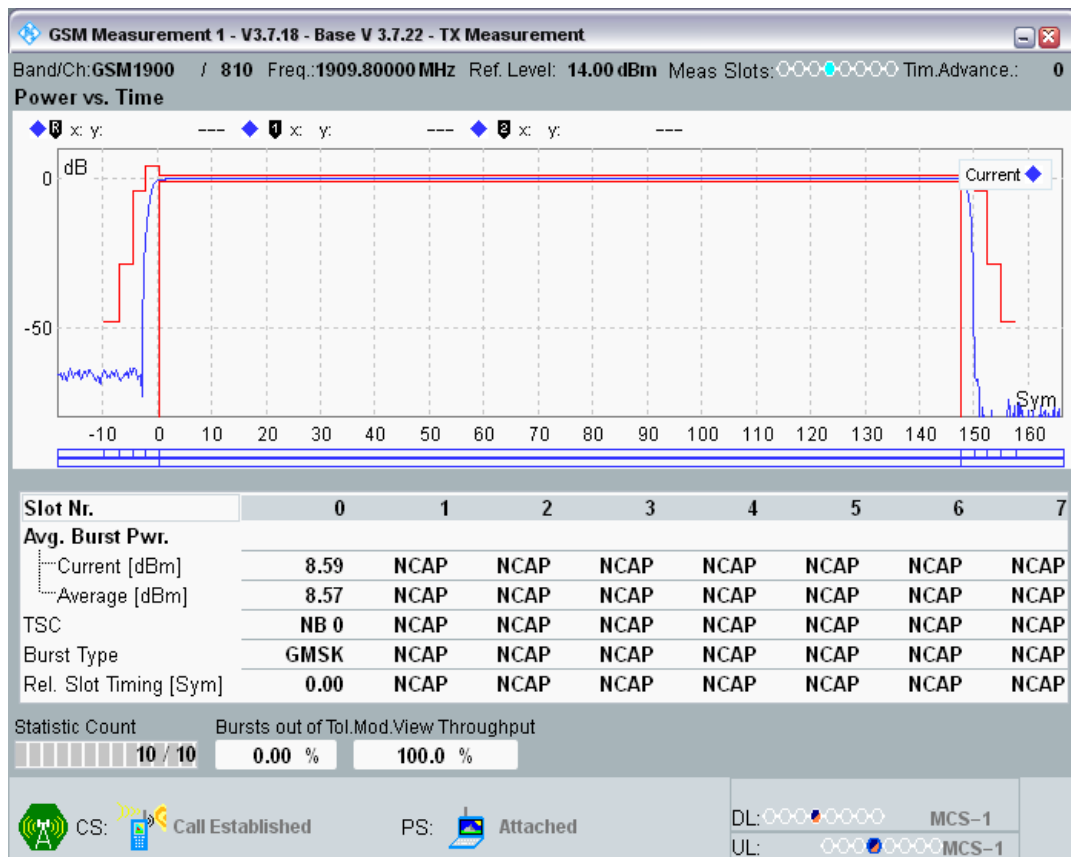 GSM Measurement 1 - V3.7.18 - Base V 3.7.22 - TX Measurement
Band/Ch:GSM1900 / 810 Freq.:1909.80000 MHz Ref. Level: 14.00 dBm Meas Slots: Tim.Advance.: 0
Power vs. Time
R x: y: --- 1 x: y: --- 2 x: y: ---
dB
0
Current
-50
Sym
-10 0 10 20 30 40 50 60 70 80 90 100 110 120 130 140 150 160
Slot Nr. 0 1 2 3 4 5 6 7
Avg. Burst Pwr.
Current [dBm] 8.59 NCAP NCAP NCAP NCAP NCAP NCAP NCAP
Average [dBm] 8.57 NCAP NCAP NCAP NCAP NCAP NCAP NCAP
TSC NB 0 NCAP NCAP NCAP NCAP NCAP NCAP NCAP
Burst Type GMSK NCAP NCAP NCAP NCAP NCAP NCAP NCAP
Rel. Slot Timing [Sym] 0.00 NCAP NCAP NCAP NCAP NCAP NCAP NCAP
Statistic Count Bursts out of Tol.Mod.View Throughput
10 / 10 0.00 % 100.0 %
CS: Call Established PS: Attached
DL: MCS-1
UL: MCS-1